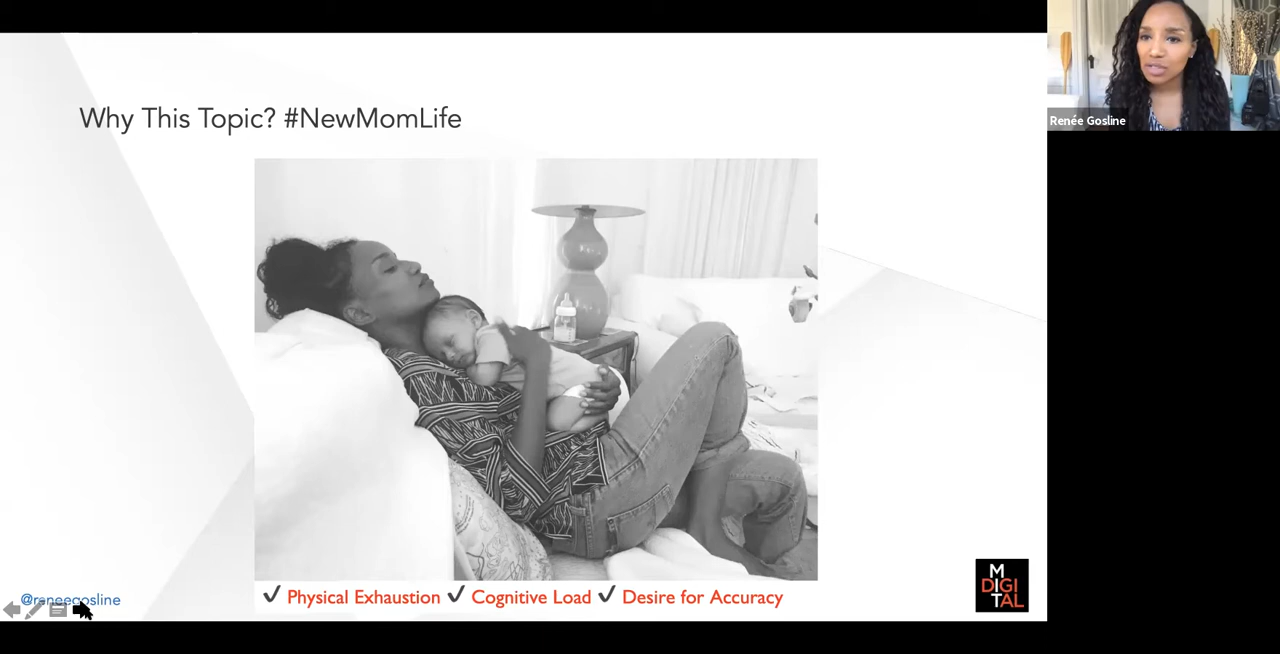 Why This Topic? #NewMomLife
Renée Gosline
✓ Physical Exhaustion ✓ Cognitive Load ✓ Desire for Accuracy
@reneegosline
M
DIGI
TAL